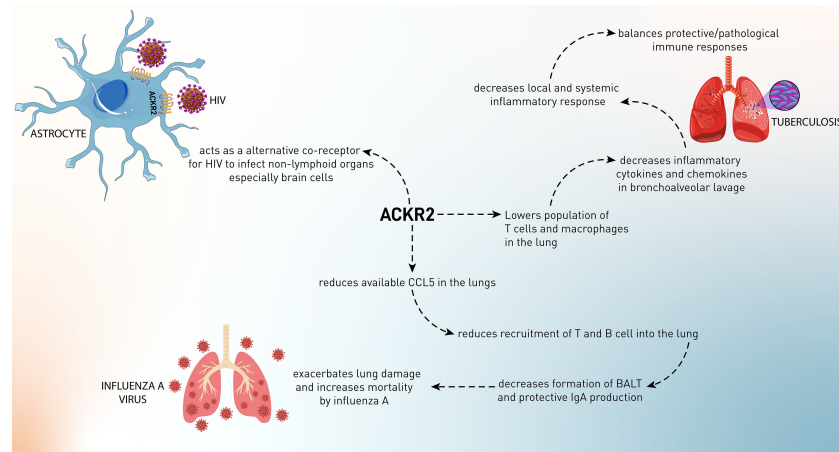 balances protective/pathological
immune responses
HIV
ACKR2
ASTROCYTE
decreases local and systemic
inflammatory response
TUBERCULOSIS
acts as a alternative co-receptor
for HIV to infect non-lymphoid organs
especially brain cells
decreases inflammatory
cytokines and chemokines
in bronchoalveolar lavage
ACKR2
Lowers population of
T cells and macrophages
in the lung
reduces available CCL5 in the lungs
reduces recruitment of T and B cell into the lung
decreases formation of BALT
and protective IgA production
exacerbates lung damage
and increases mortality
by influenza A
INFLUENZA A
VIRUS